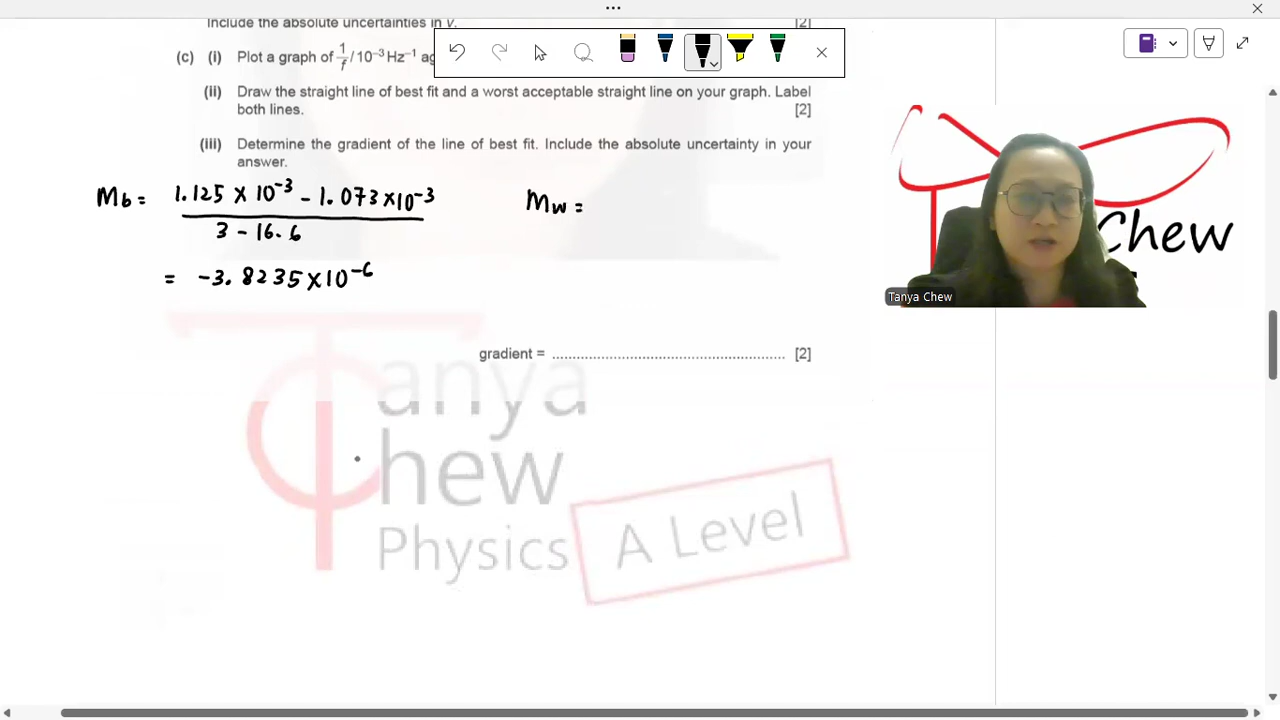 Include the absolute uncertainties in v. [2]
(c) (i) Plot a graph of 1/f / 10⁻³ Hz⁻¹ ag
(ii) Draw the straight line of best fit and a worst acceptable straight line on your graph. Label
both lines. [2]
(iii) Determine the gradient of the line of best fit. Include the absolute uncertainty in your
answer.
Mb = 1.125 × 10⁻³ - 1.073 × 10⁻³
3 - 16.6
= -3.8235 × 10⁻⁶
Mw =
gradient = ...................................................... [2]
Tanya
Chew
Physics
A Level
Chew
Tanya Chew